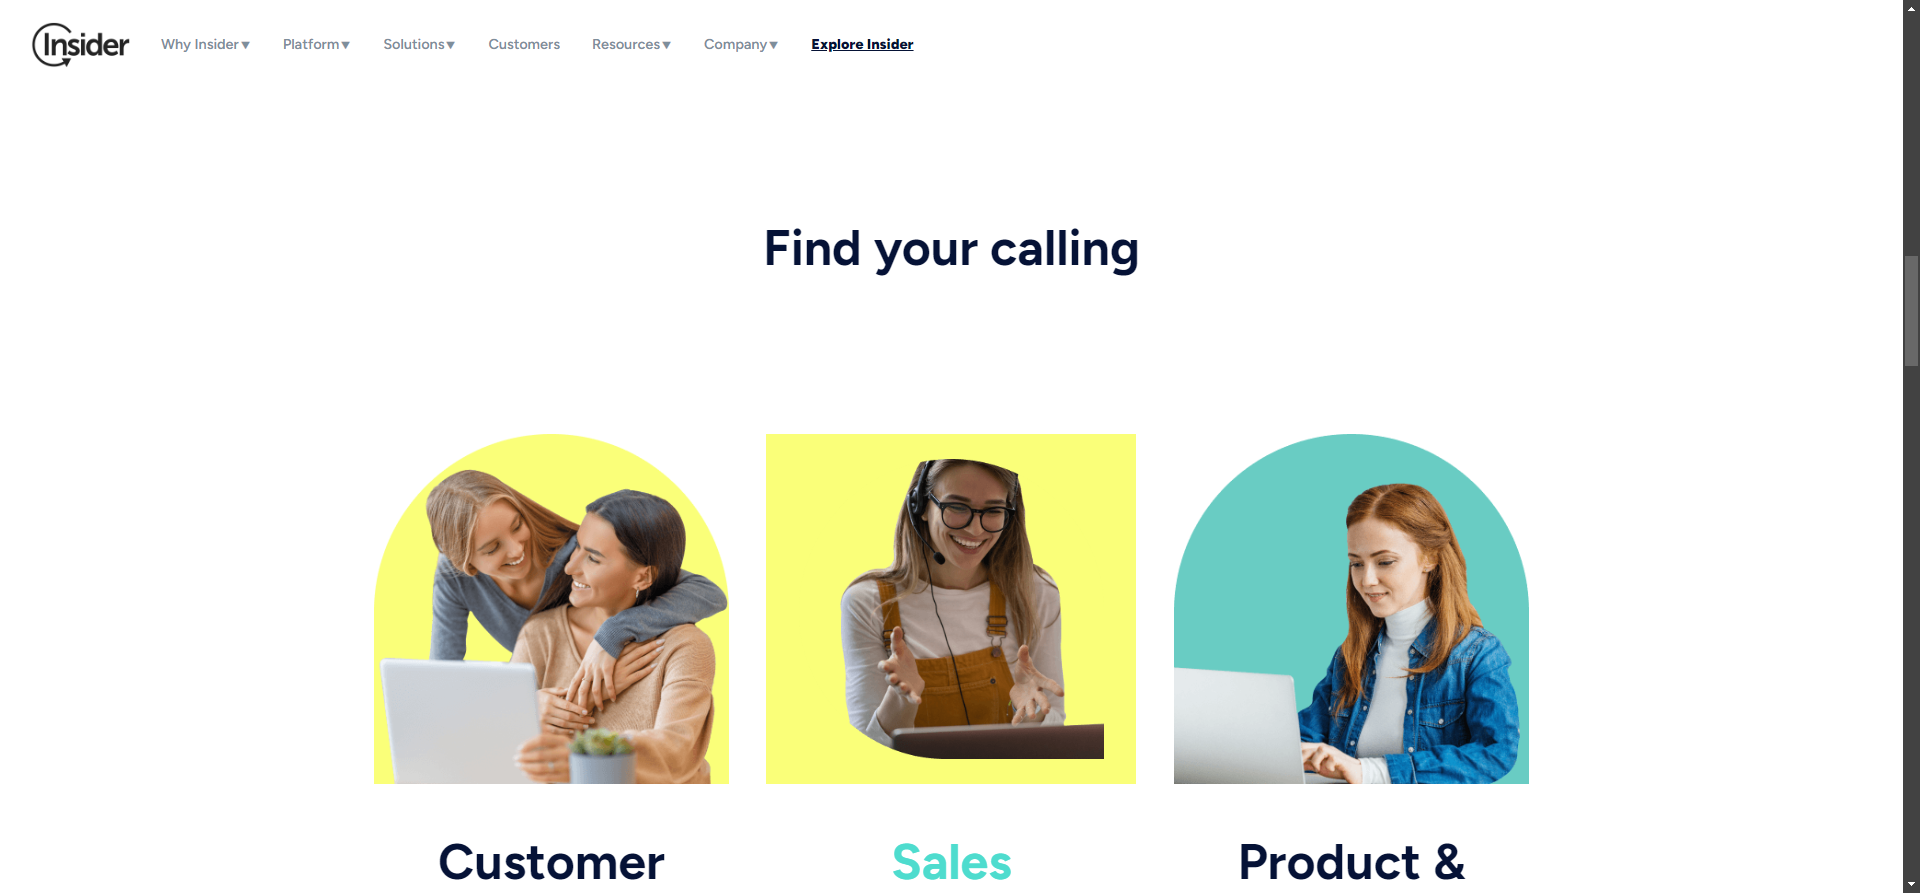 Insider
Why Insider▼ Platform▼ Solutions▼ Customers Resources▼ Company▼ Explore Insider
Find your calling
Customer
Sales
Product &